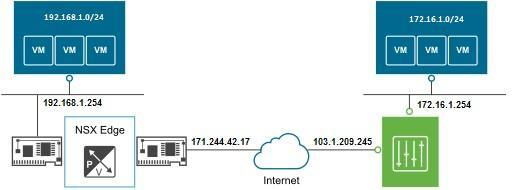 192.168.1.0/24
VM VM VM
172.16.1.0/24
VM VM VM
192.168.1.254
172.16.1.254
NSX Edge
P
V
171.244.42.17
103.1.209.245
Internet